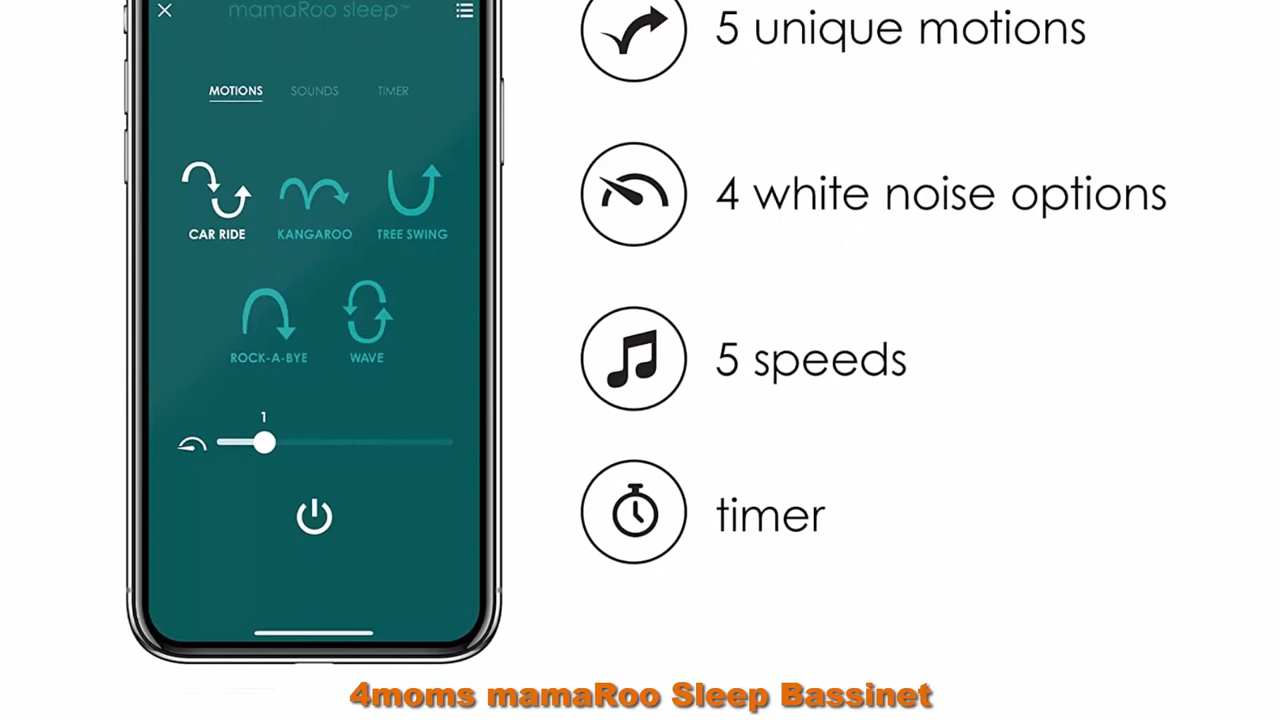 mamaRoo sleep™
MOTIONS SOUNDS TIMER
CAR RIDE KANGAROO TREE SWING
ROCK-A-BYE WAVE
1
5 unique motions
4 white noise options
5 speeds
timer
4moms mamaRoo Sleep Bassinet